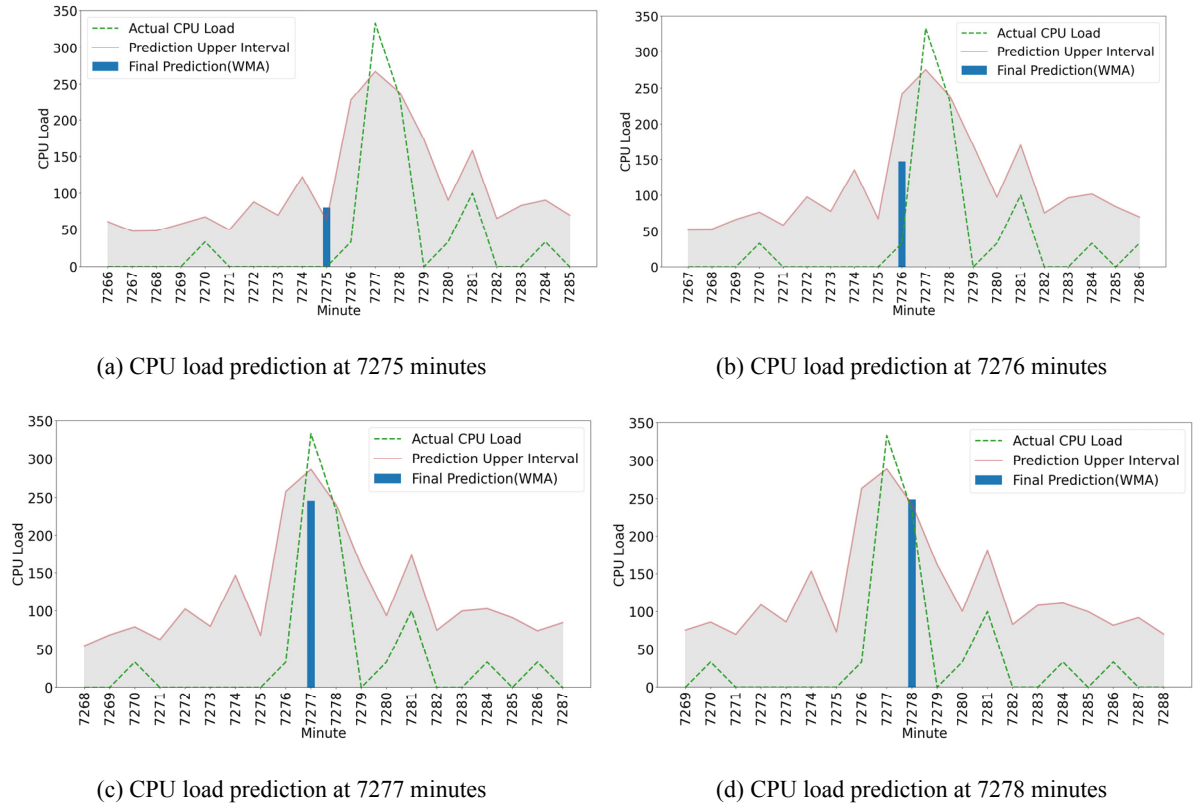 350
300
250
200
150
100
50
0
CPU Load
Actual CPU Load
Prediction Upper Interval
Final Prediction(WMA)
7266 7267 7268 7269 7270 7271 7272 7273 7274 7275 7276 7277 7278 7279 7280 7281 7282 7283 7284 7285
Minute
(a) CPU load prediction at 7275 minutes
350
300
250
200
150
100
50
0
CPU Load
Actual CPU Load
Prediction Upper Interval
Final Prediction(WMA)
7267 7268 7269 7270 7271 7272 7273 7274 7275 7276 7277 7278 7279 7280 7281 7282 7283 7284 7285 7286
Minute
(b) CPU load prediction at 7276 minutes
350
300
250
200
150
100
50
0
CPU Load
Actual CPU Load
Prediction Upper Interval
Final Prediction(WMA)
7268 7269 7270 7271 7272 7273 7274 7275 7276 7277 7278 7279 7280 7281 7282 7283 7284 7285 7286 7287
Minute
(c) CPU load prediction at 7277 minutes
350
300
250
200
150
100
50
0
CPU Load
Actual CPU Load
Prediction Upper Interval
Final Prediction(WMA)
7269 7270 7271 7272 7273 7274 7275 7276 7277 7278 7279 7280 7281 7282 7283 7284 7285 7286 7287 7288
Minute
(d) CPU load prediction at 7278 minutes